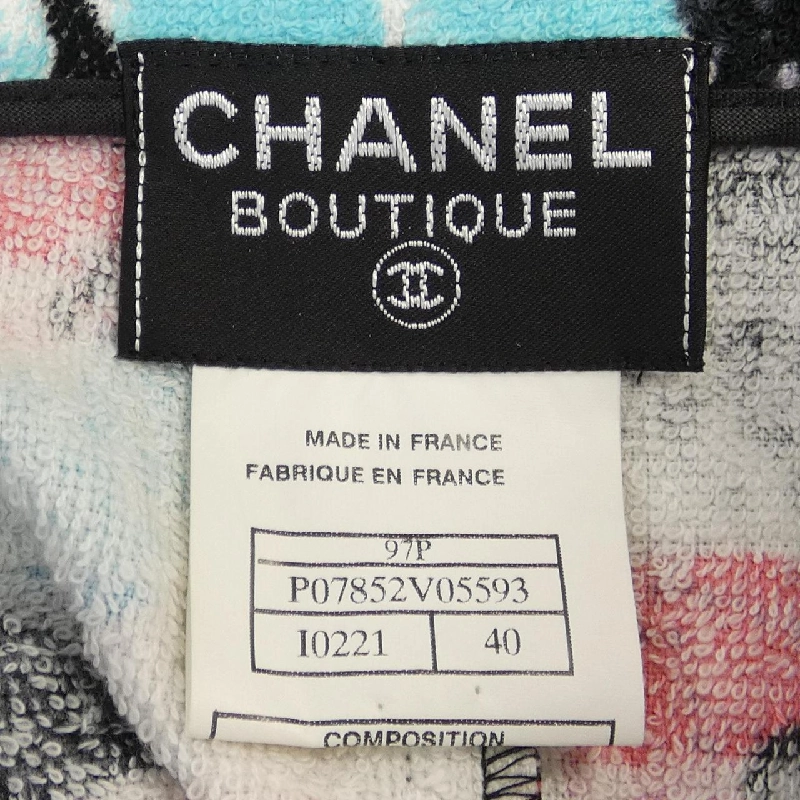 CHANEL
BOUTIQUE
MADE IN FRANCE
FABRIQUE EN FRANCE
97P
P07852V05593
I0221 40
COMPOSITION